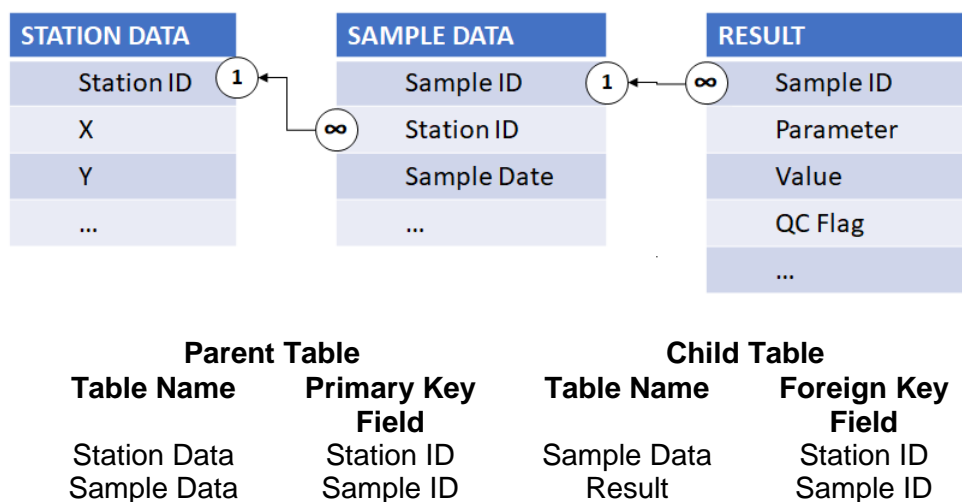 STATION DATA SAMPLE DATA RESULT
Station ID 1 Sample ID 1 ∞ Sample ID
X ∞ Station ID Parameter
Y Sample Date Value
... ... QC Flag
...
Parent Table Child Table
Table Name Primary Key Table Name Foreign Key
Field Field
Station Data Station ID Sample Data Station ID
Sample Data Sample ID Result Sample ID